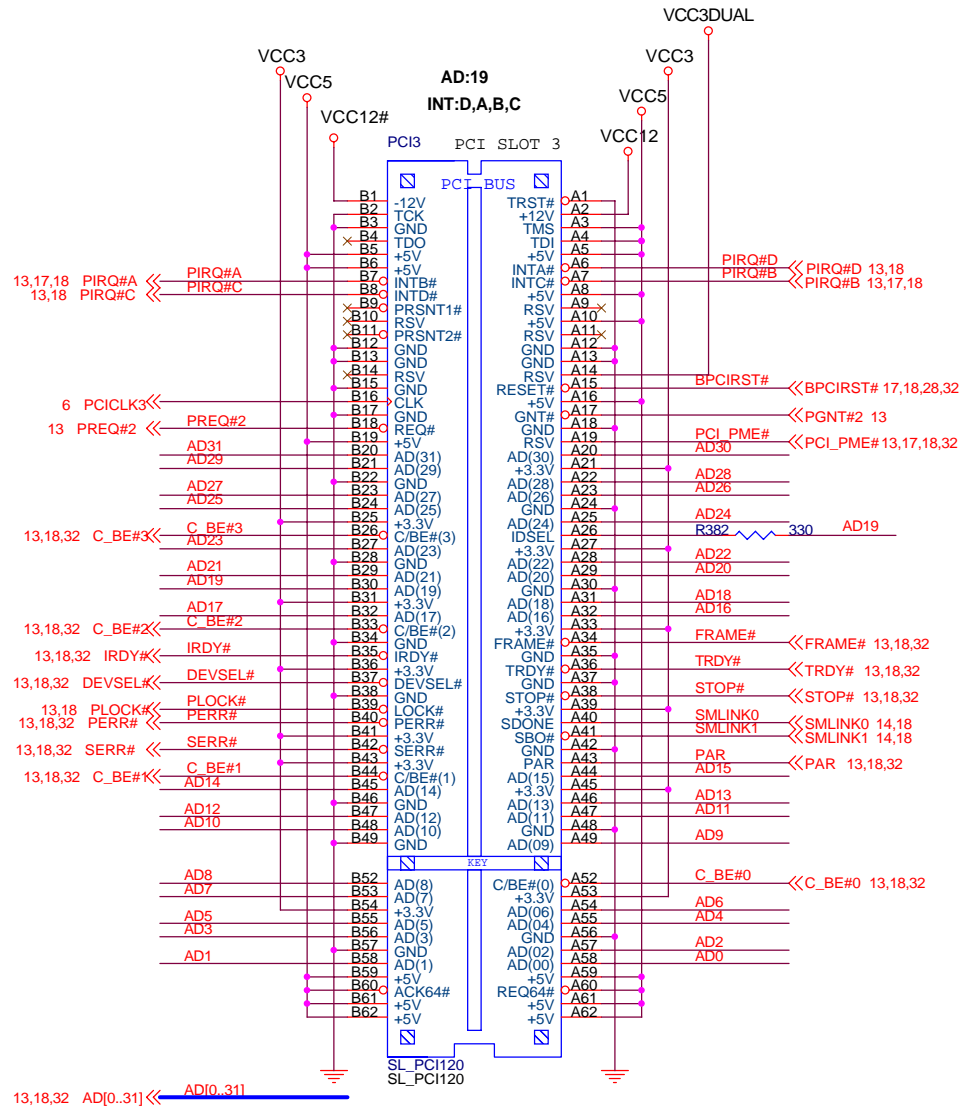 VCC3DUAL
VCC3
AD:19
VCC3
VCC5
INT:D,A,B,C
VCC5
VCC12#
VCC12
PCI3
PCI SLOT 3
PCI BUS
B1 -12V TRST# A1
B2 TCK +12V A2
B3 GND TMS A3
B4 TDO TDI A4
B5 +5V +5V A5
B6 +5V INTA# A6 PIRQ#D PIRQ#D 13,18
13,17,18 PIRQ#A PIRQ#A B7 INTB# INTC# A7 PIRQ#B PIRQ#B 13,17,18
13,18 PIRQ#C PIRQ#C B8 INTD# +5V A8
B9 PRSNT1# RSV A9
B10 RSV +5V A10
B11 PRSNT2# RSV A11
B12 GND GND A12
B13 GND GND A13
B14 RSV RSV A14
B15 GND RESET# A15 BPCIRST# BPCIRST# 17,18,28,32
6 PCICLK3 B16 CLK +5V A16
B17 GND GNT# A17 PGNT#2 13
13 PREQ#2 PREQ#2 B18 REQ# GND A18
B19 +5V RSV A19 PCI_PME# PCI_PME# 13,17,18,32
AD31 B20 AD(31) AD(30) A20 AD30
AD29 B21 AD(29) +3.3V A21
B22 GND AD(28) A22 AD28
AD27 B23 AD(27) AD(26) A23 AD26
AD25 B24 AD(25) GND A24
B25 +3.3V AD(24) A25 AD24
13,18,32 C_BE#3 C_BE#3 B26 C/BE#(3) IDSEL A26 R382 330 AD19
AD23 B27 AD(23) +3.3V A27
B28 GND AD(22) A28 AD22
AD21 B29 AD(21) AD(20) A29 AD20
AD19 B30 AD(19) GND A30
B31 +3.3V AD(18) A31 AD18
AD17 B32 AD(17) AD(16) A32 AD16
13,18,32 C_BE#2 C_BE#2 B33 C/BE#(2) +3.3V A33
B34 GND FRAME# A34 FRAME# FRAME# 13,18,32
13,18,32 IRDY# IRDY# B35 IRDY# GND A35
B36 +3.3V TRDY# A36 TRDY# TRDY# 13,18,32
13,18,32 DEVSEL# DEVSEL# B37 DEVSEL# GND A37
B38 GND STOP# A38 STOP# STOP# 13,18,32
13,18 PLOCK# PLOCK# B39 LOCK# +3.3V A39
13,18,32 PERR# PERR# B40 PERR# SDONE A40 SMLINK0 SMLINK0 14,18
B41 +3.3V SBO# A41 SMLINK1 SMLINK1 14,18
13,18,32 SERR# SERR# B42 SERR# GND A42
B43 +3.3V PAR A43 PAR PAR 13,18,32
13,18,32 C_BE#1 C_BE#1 B44 C/BE#(1) AD(15) A44 AD15
AD14 B45 AD(14) +3.3V A45
B46 GND AD(13) A46 AD13
AD12 B47 AD(12) AD(11) A47 AD11
AD10 B48 AD(10) GND A48
B49 GND AD(09) A49 AD9
KEY
AD8 B52 AD(8) C/BE#(0) A52 C_BE#0 C_BE#0 13,18,32
AD7 B53 AD(7) +3.3V A53
B54 +3.3V AD(06) A54 AD6
AD5 B55 AD(5) AD(04) A55 AD4
AD3 B56 AD(3) GND A56
B57 GND AD(02) A57 AD2
AD1 B58 AD(1) AD(00) A58 AD0
B59 +5V +5V A59
B60 ACK64# REQ64# A60
B61 +5V +5V A61
B62 +5V +5V A62
SL_PCI120
SL_PCI120
13,18,32 AD[0..31] AD[0..31]